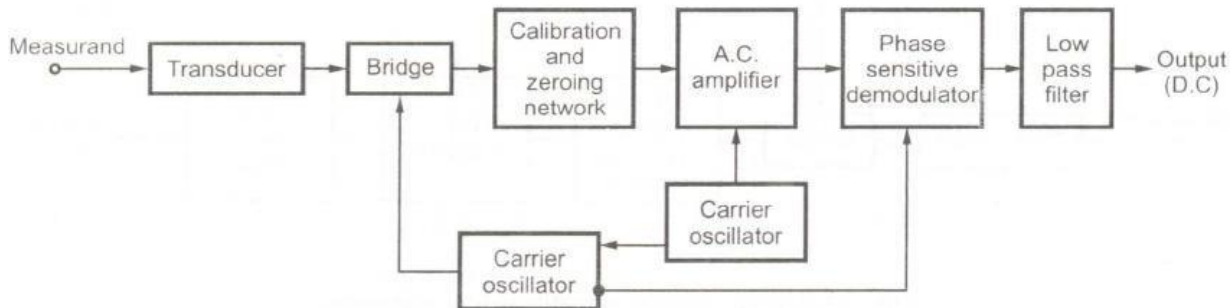 Measurand
Transducer
Bridge
Calibration
and
zeroing
network
A.C.
amplifier
Phase
sensitive
demodulator
Low
pass
filter
Output
(D.C)
Carrier
oscillator
Carrier
oscillator